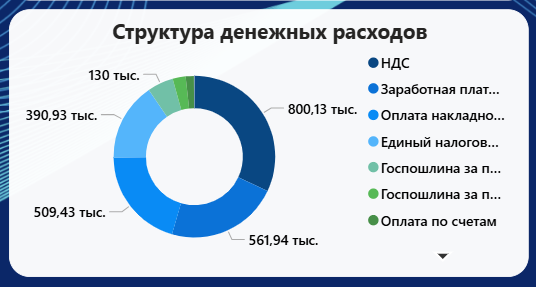 Структура денежных расходов
130 тыс.
390,93 тыс.
509,43 тыс.
800,13 тыс.
561,94 тыс.
НДС
Заработная плат...
Оплата накладно...
Единый налогов...
Госпошлина за п...
Госпошлина за п...
Оплата по счетам